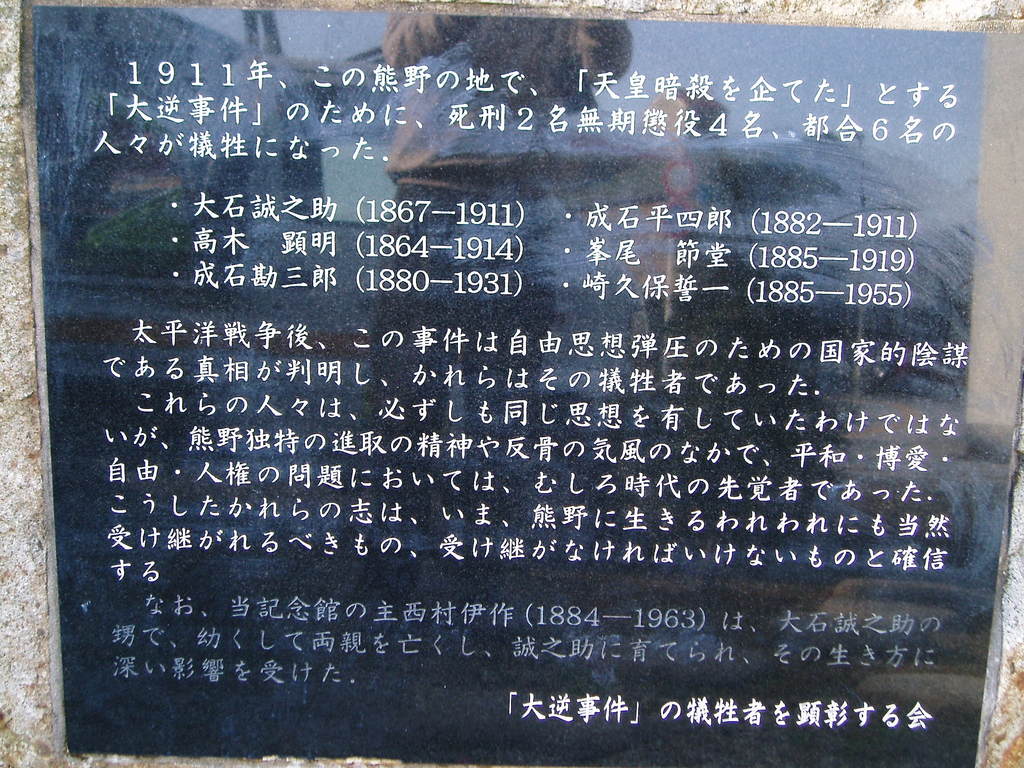 １９１１年、この熊野の地で、「天皇暗殺を企てた」とする
「大逆事件」のために、死刑２名無期懲役４名、都合６名の
人々が犠牲になった．
・大石誠之助 (1867―1911) ・成石平四郎 (1882―1911)
・高木　顕明 (1864―1914) ・峯尾　節堂 (1885―1919)
・成石勘三郎 (1880―1931) ・崎久保誓一 (1885―1955)
太平洋戦争後、この事件は自由思想弾圧のための国家的陰謀
である真相が判明し、かれらはその犠牲者であった．
これらの人々は、必ずしも同じ思想を有していたわけではな
いが、熊野独特の進取の精神や反骨の気風のなかで、平和・博愛・
自由・人権の問題においては、むしろ時代の先覚者であった．
こうしたかれらの志は、いま、熊野に生きるわれわれにも当然
受け継がれるべきもの、受け継がなければいけないものと確信
する
なお、当記念館の主西村伊作 (1884―1963) は、大石誠之助の
甥で、幼くして両親を亡くし、誠之助に育てられ、その生き方に
深い影響を受けた．
「大逆事件」の犠牲者を顕彰する会